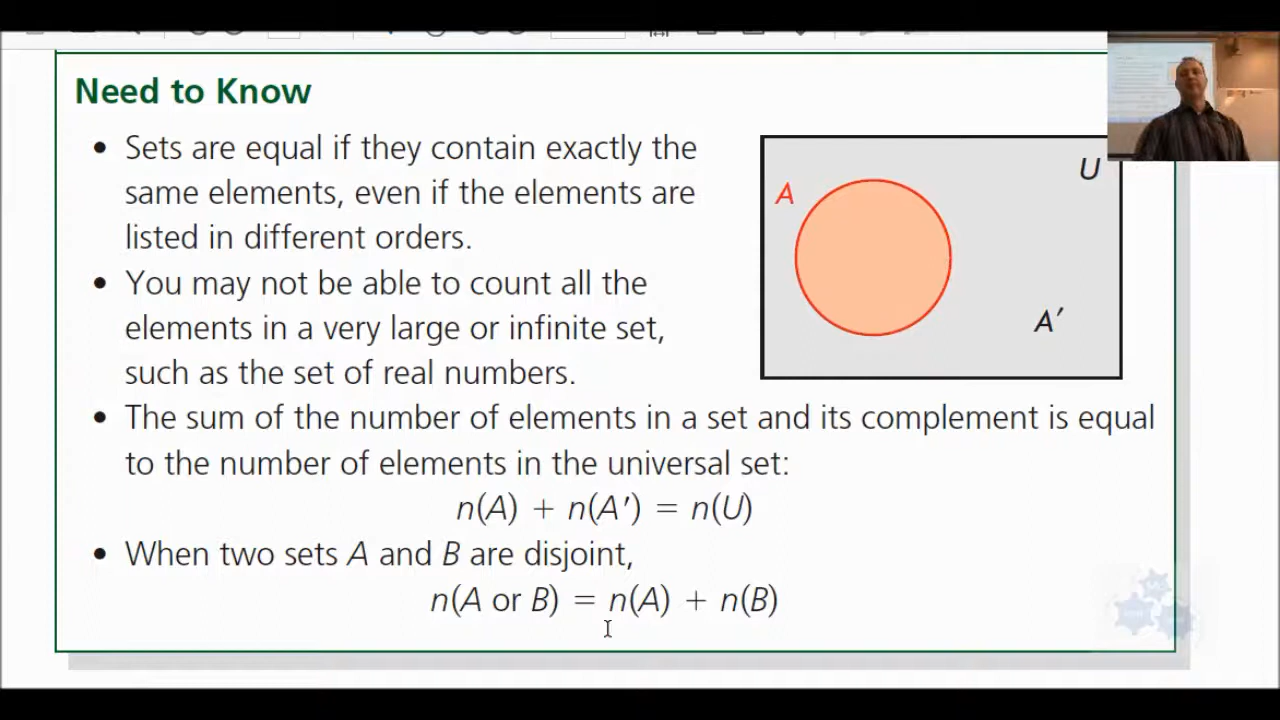 Need to Know
• Sets are equal if they contain exactly the
same elements, even if the elements are
listed in different orders.
• You may not be able to count all the
elements in a very large or infinite set,
such as the set of real numbers.
A
U
A′
• The sum of the number of elements in a set and its complement is equal
to the number of elements in the universal set:
n(A) + n(A′) = n(U)
• When two sets A and B are disjoint,
n(A or B) = n(A) + n(B)